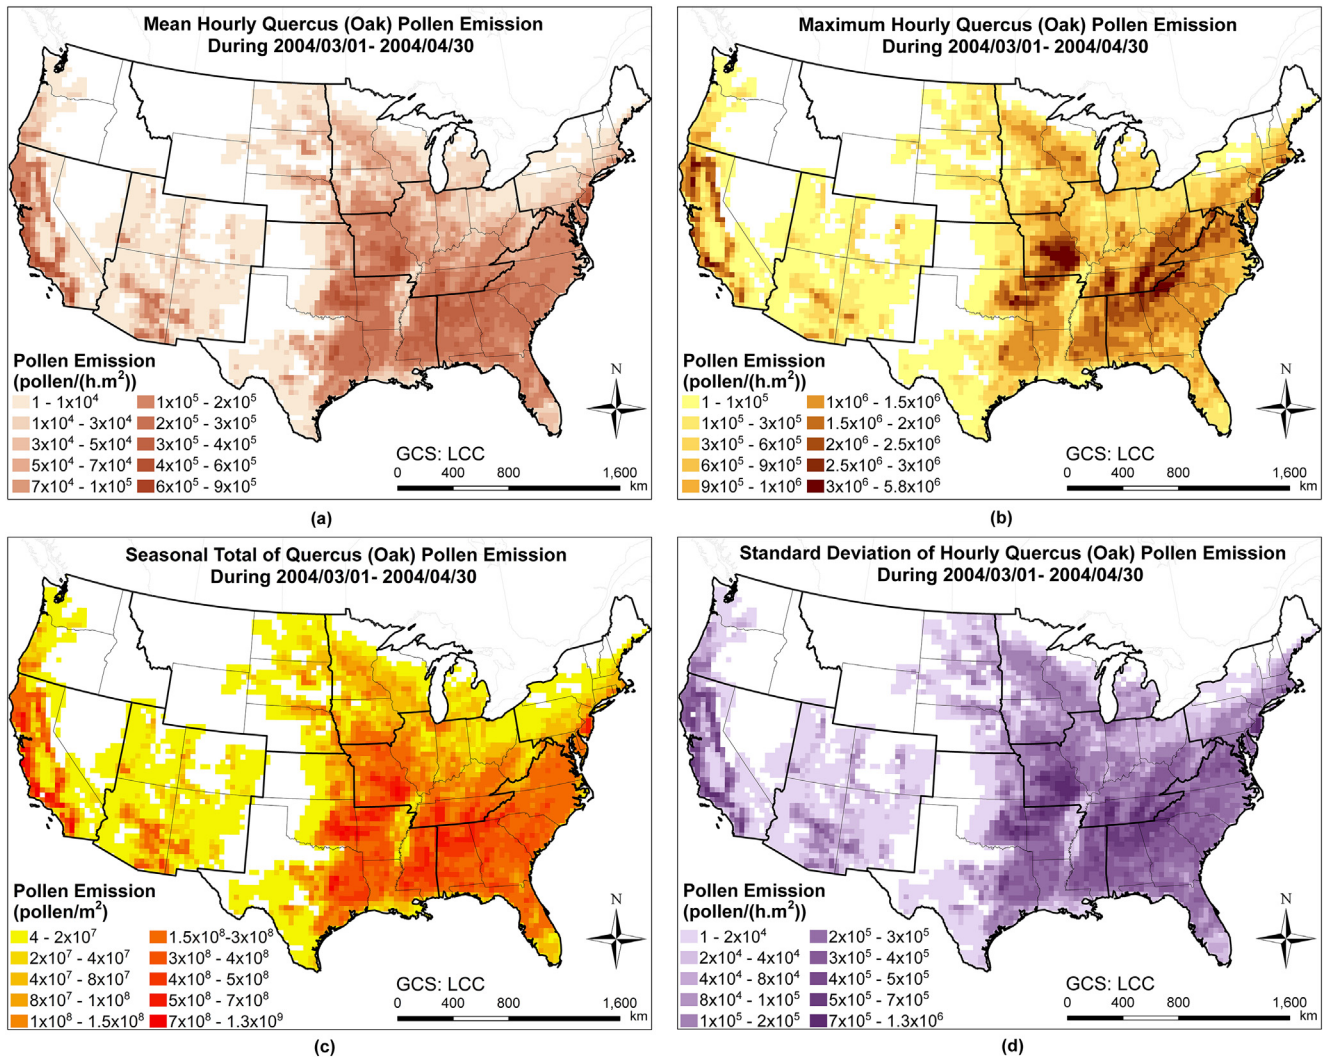 Mean Hourly Quercus (Oak) Pollen Emission
During 2004/03/01- 2004/04/30
Pollen Emission
(pollen/(h.m²))
1 - 1x10⁴
1x10⁴ - 3x10⁴
3x10⁴ - 5x10⁴
5x10⁴ - 7x10⁴
7x10⁴ - 1x10⁵
1x10⁵ - 2x10⁵
2x10⁵ - 3x10⁵
3x10⁵ - 4x10⁵
4x10⁵ - 6x10⁵
6x10⁵ - 9x10⁵
N
GCS: LCC
0 400 800 1,600
km
(a)
Maximum Hourly Quercus (Oak) Pollen Emission
During 2004/03/01- 2004/04/30
Pollen Emission
(pollen/(h.m²))
1 - 1x10⁵
1x10⁵ - 3x10⁵
3x10⁵ - 6x10⁵
6x10⁵ - 9x10⁵
9x10⁵ - 1x10⁶
1x10⁶ - 1.5x10⁶
1.5x10⁶ - 2x10⁶
2x10⁶ - 2.5x10⁶
2.5x10⁶ - 3x10⁶
3x10⁶ - 5.8x10⁶
N
GCS: LCC
0 400 800 1,600
km
(b)
Seasonal Total of Quercus (Oak) Pollen Emission
During 2004/03/01- 2004/04/30
Pollen Emission
(pollen/m²)
4 - 2x10⁷
2x10⁷ - 4x10⁷
4x10⁷ - 8x10⁷
8x10⁷ - 1x10⁸
1x10⁸ - 1.5x10⁸
1.5x10⁸-3x10⁸
3x10⁸ - 4x10⁸
4x10⁸ - 5x10⁸
5x10⁸ - 7x10⁸
7x10⁸ - 1.3x10⁹
N
GCS: LCC
0 400 800 1,600
km
(c)
Standard Deviation of Hourly Quercus (Oak) Pollen Emission
During 2004/03/01- 2004/04/30
Pollen Emission
(pollen/(h.m²))
1 - 2x10⁴
2x10⁴ - 4x10⁴
4x10⁴ - 8x10⁴
8x10⁴ - 1x10⁵
1x10⁵ - 2x10⁵
2x10⁵ - 3x10⁵
3x10⁵ - 4x10⁵
4x10⁵ - 5x10⁵
5x10⁵ - 7x10⁵
7x10⁵ - 1.3x10⁶
N
GCS: LCC
0 400 800 1,600
km
(d)